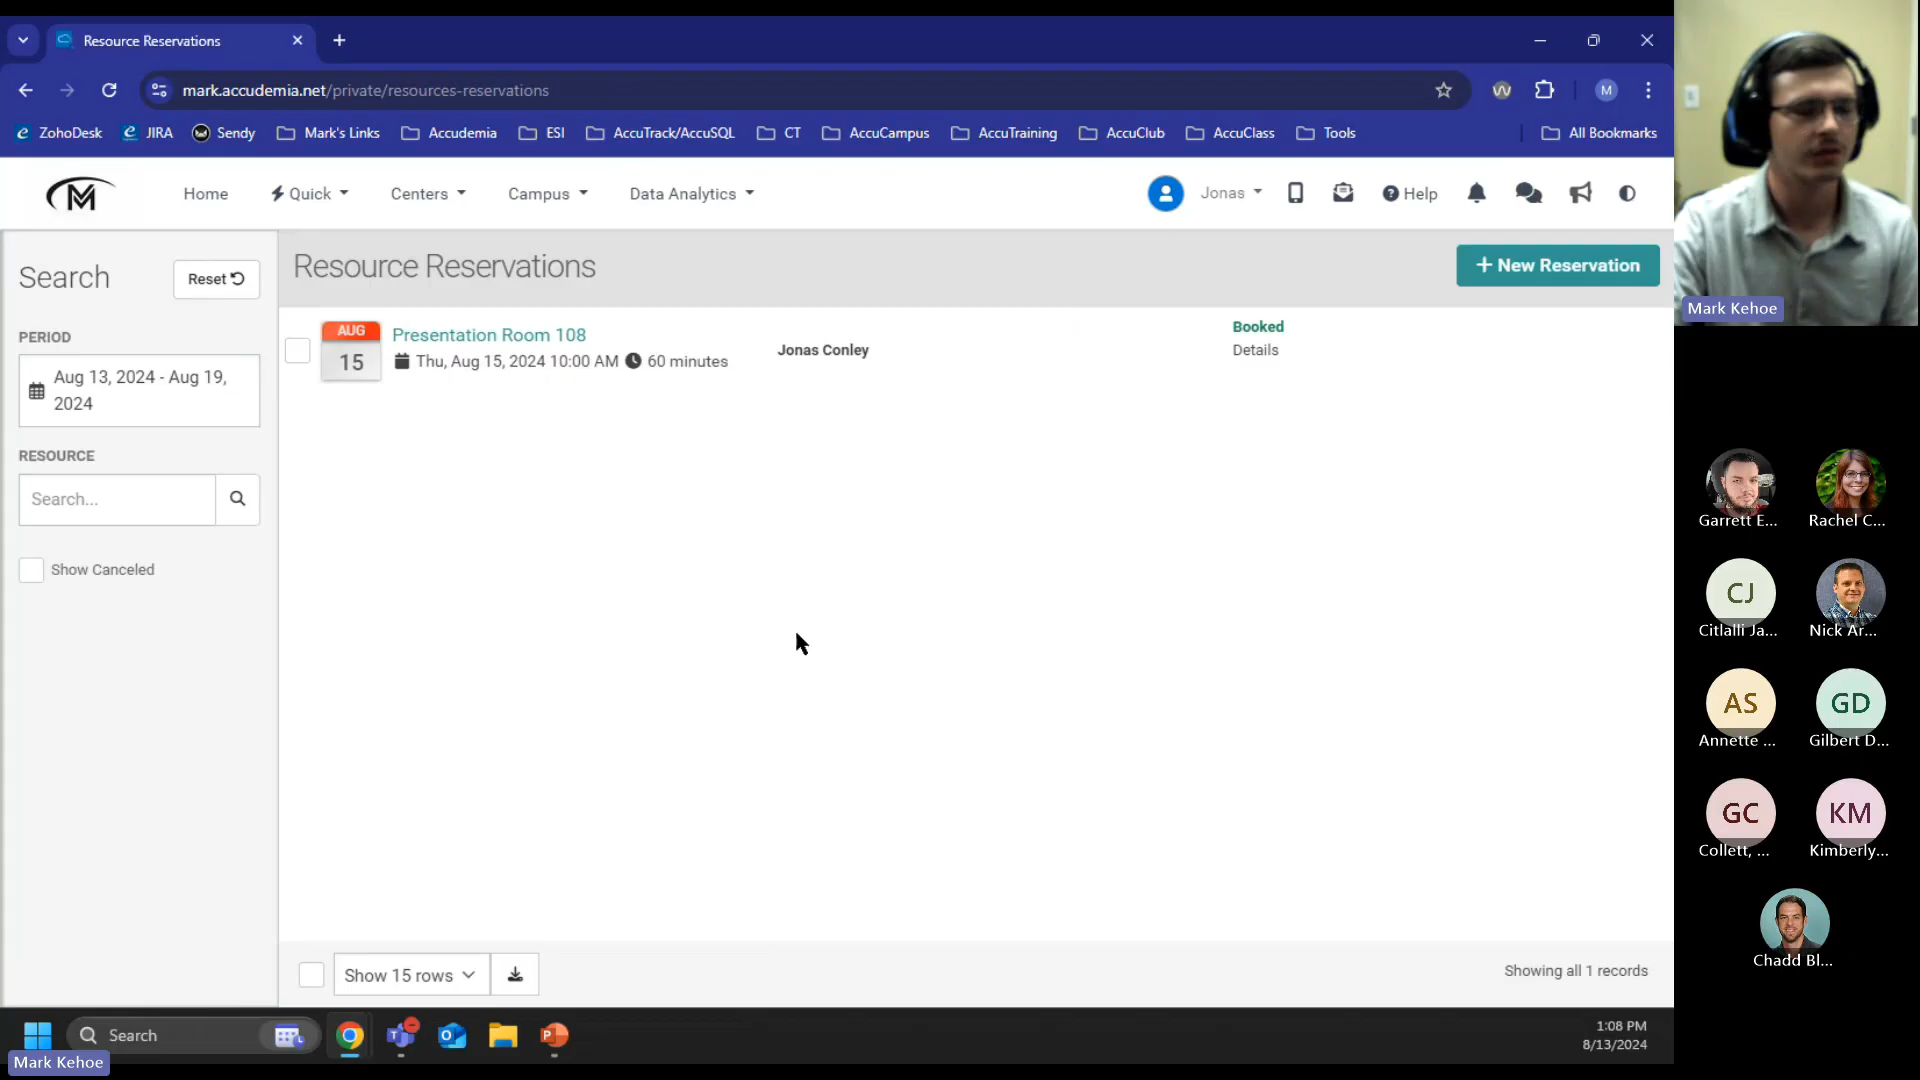 Resource Reservations
mark.accudemia.net/private/resources-reservations
M
ZohoDesk
JIRA
Sendy
Mark's Links
Accudemia
ESI
AccuTrack/AccuSQL
CT
AccuCampus
AccuTraining
AccuClub
AccuClass
Tools
All Bookmarks
M
Home
Quick
Centers
Campus
Data Analytics
Jonas
Help
Search
Reset
Resource Reservations
+ New Reservation
PERIOD
Aug 13, 2024 - Aug 19,
2024
RESOURCE
Search...
Show Canceled
AUG
15
Presentation Room 108
Thu, Aug 15, 2024 10:00 AM 60 minutes
Jonas Conley
Booked
Details
Show 15 rows
Showing all 1 records
Search
1:08 PM
8/13/2024
Mark Kehoe
Mark Kehoe
Garrett E...
Rachel C...
CJ
Citlalli Ja...
Nick Ar...
AS
Annette ...
GD
Gilbert D...
GC
Collett, ...
KM
Kimberly...
Chadd Bl...